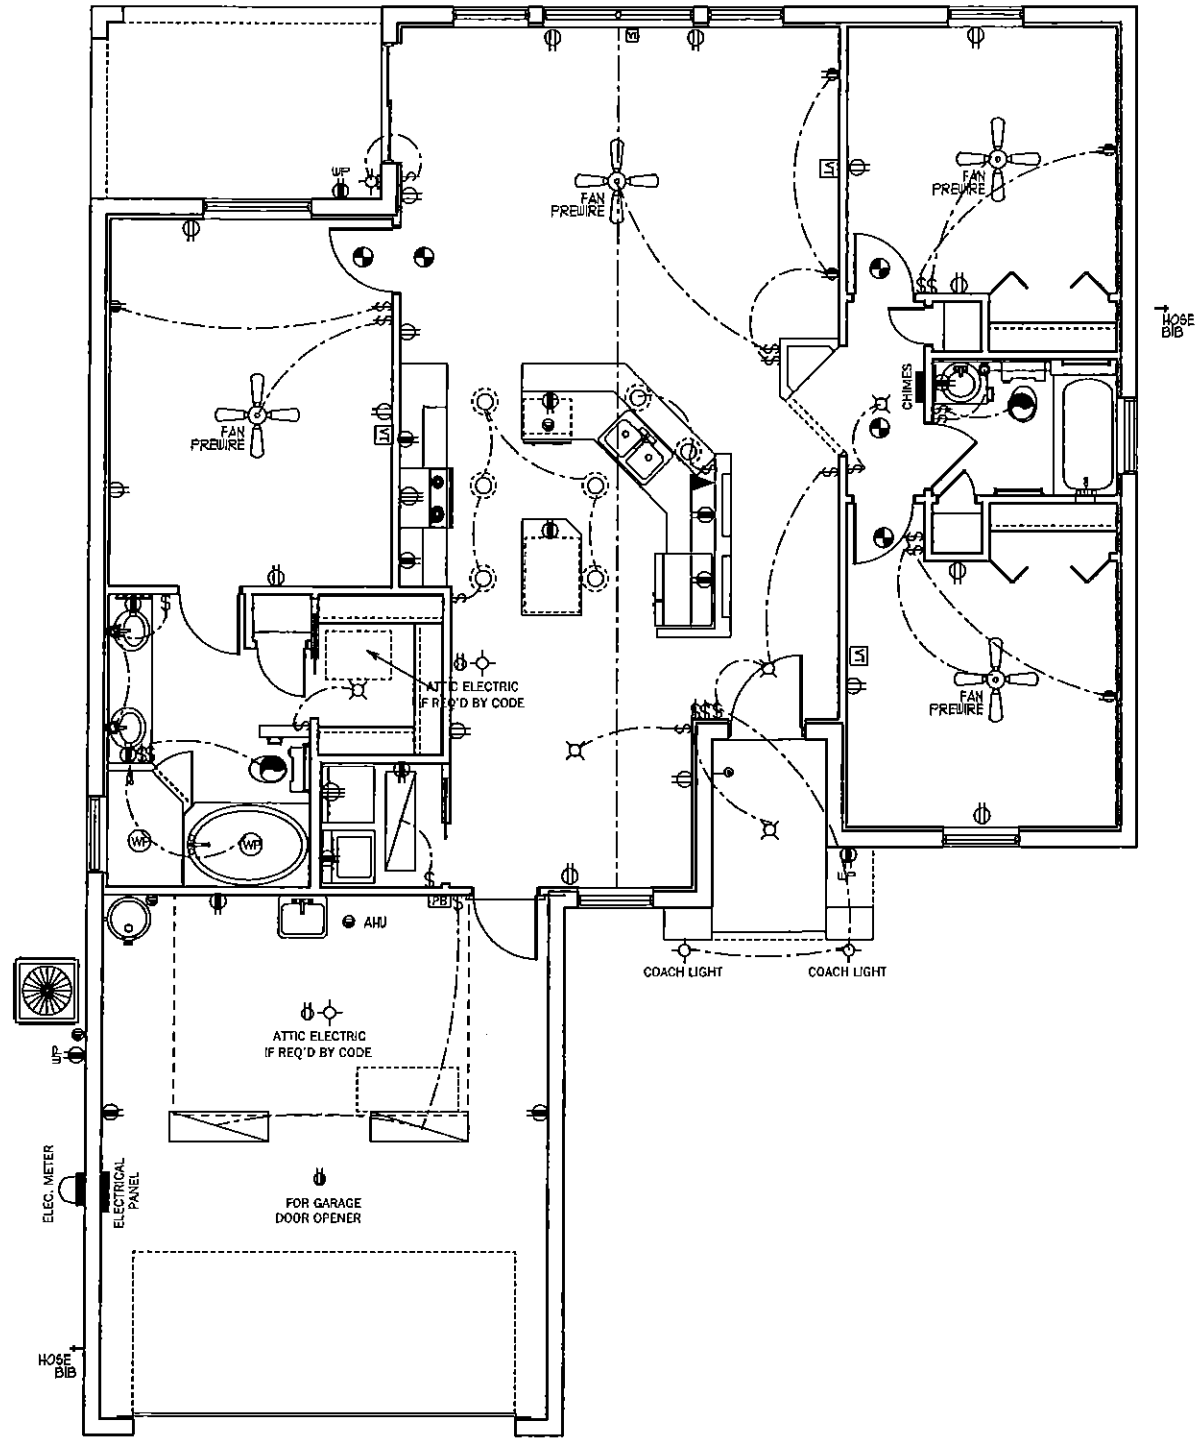 WP
FAN
PREWIRE
FAN
PREWIRE
HOSE
BIB
CHIMES
FAN
PREWIRE
ATTIC ELECTRIC
IF REQ'D BY CODE
FAN
PREWIRE
WP
WP
PB
AHU
COACH LIGHT
COACH LIGHT
ATTIC ELECTRIC
IF REQ'D BY CODE
WP
ELEC. METER
ELECTRICAL
PANEL
FOR GARAGE
DOOR OPENER
HOSE
BIB